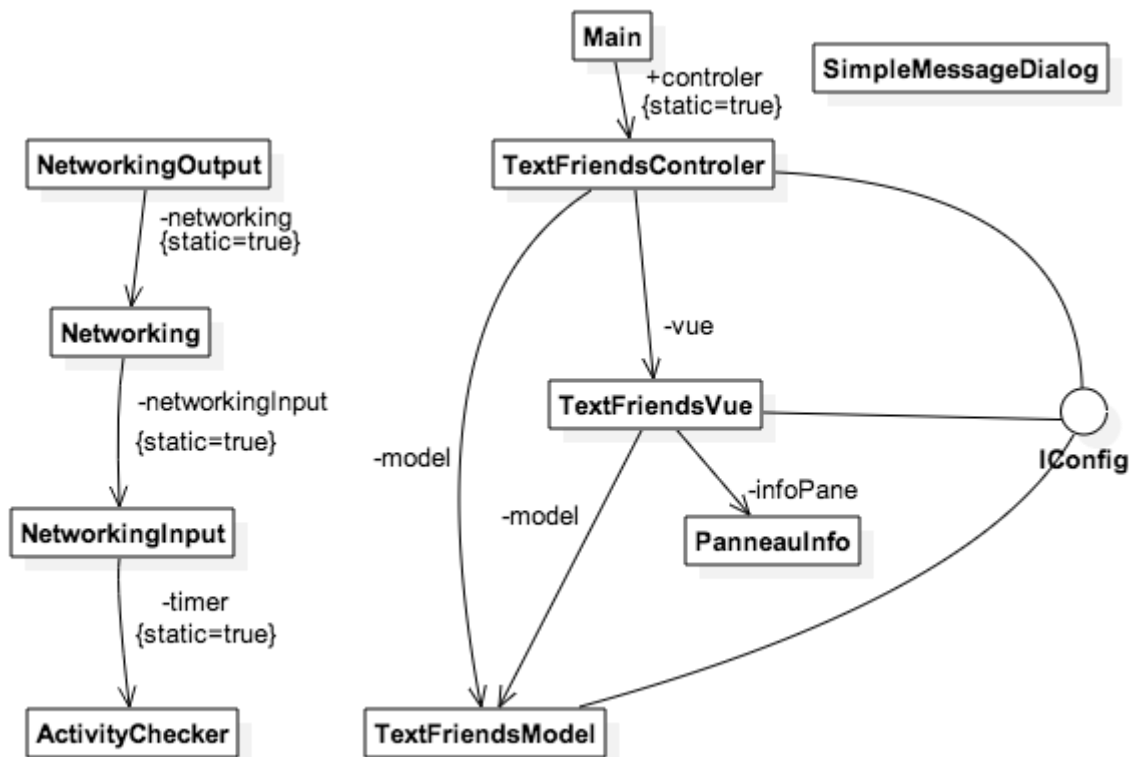 Main
SimpleMessageDialog
+controler
{static=true}
NetworkingOutput
TextFriendsControler
-networking
{static=true}
Networking
-vue
TextFriendsVue
-networkingInput
{static=true}
IConfig
-model
-infoPane
-model
NetworkingInput
PanneauInfo
-timer
{static=true}
ActivityChecker
TextFriendsModel